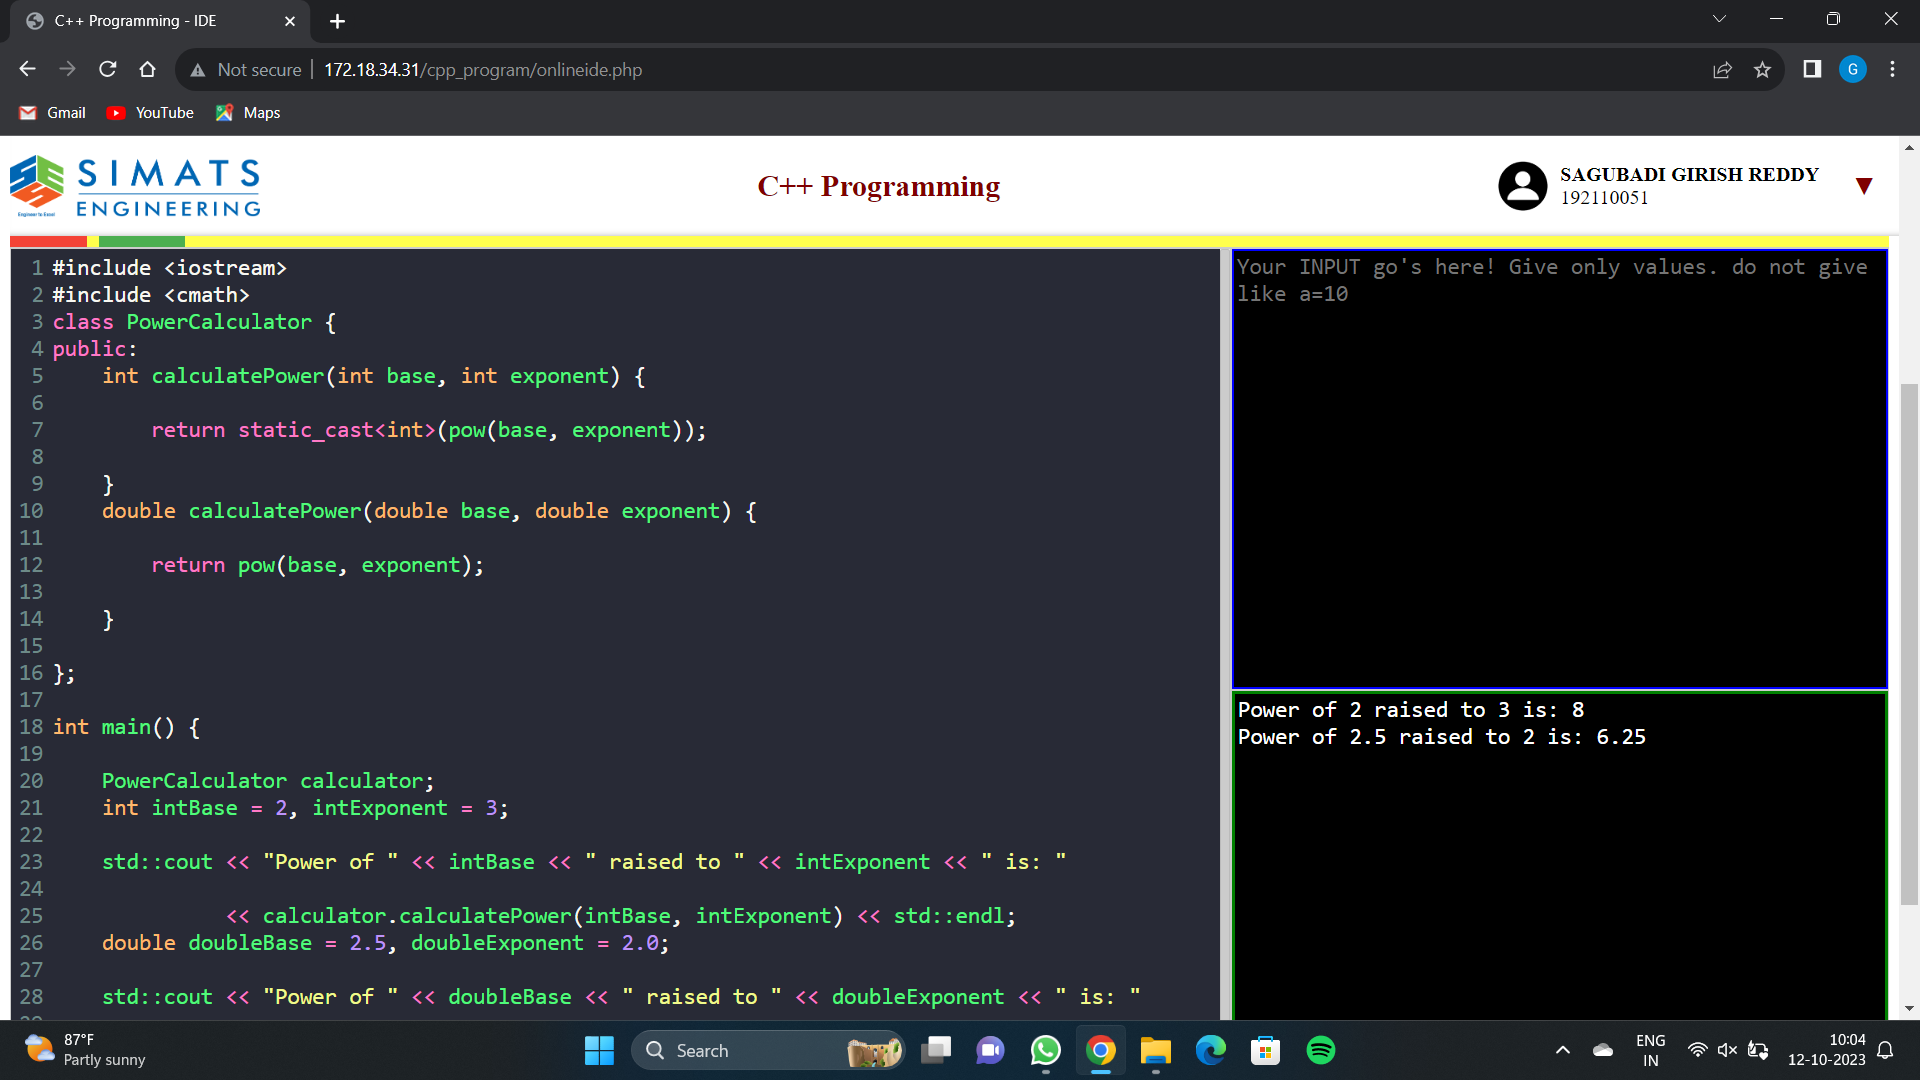 C++ Programming - IDE
Not secure 172.18.34.31/cpp_program/onlineide.php
G
Gmail YouTube Maps
SIMATS
ENGINEERING
Engineer to Excel
C++ Programming
SAGUBADI GIRISH REDDY
192110051
1 #include <iostream>
2 #include <cmath>
3 class PowerCalculator {
4 public:
5     int calculatePower(int base, int exponent) {
6
7         return static_cast<int>(pow(base, exponent));
8
9     }
10     double calculatePower(double base, double exponent) {
11
12         return pow(base, exponent);
13
14     }
15
16 };
17
18 int main() {
19
20     PowerCalculator calculator;
21     int intBase = 2, intExponent = 3;
22
23     std::cout << "Power of " << intBase << " raised to " << intExponent << " is: "
24
25               << calculator.calculatePower(intBase, intExponent) << std::endl;
26     double doubleBase = 2.5, doubleExponent = 2.0;
27
28     std::cout << "Power of " << doubleBase << " raised to " << doubleExponent << " is: "
Your INPUT go's here! Give only values. do not give
like a=10
Power of 2 raised to 3 is: 8
Power of 2.5 raised to 2 is: 6.25
87°F
Partly sunny
Search
ENG
IN
10:04
12-10-2023